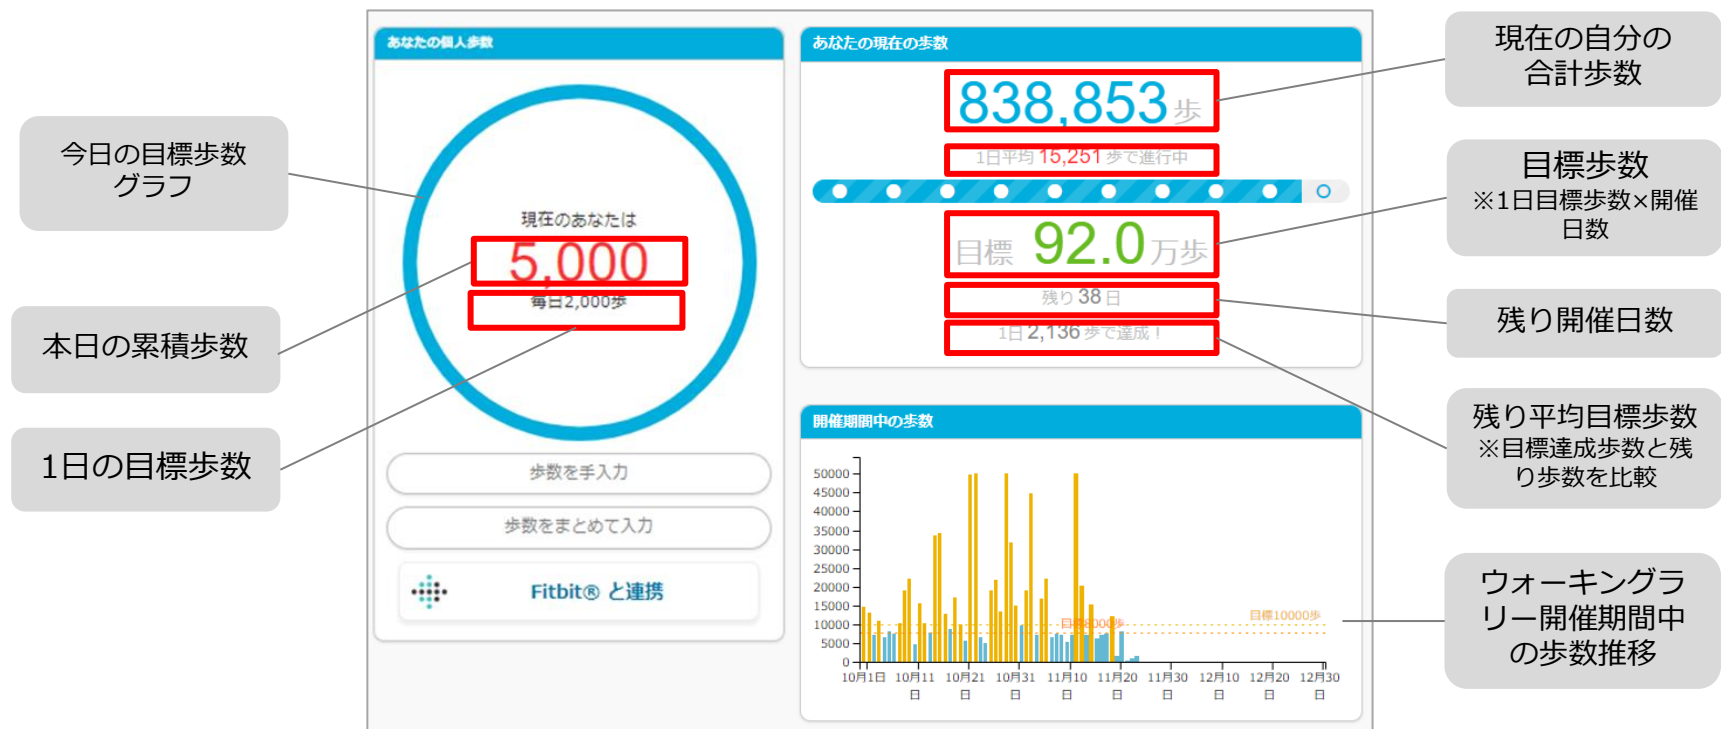 今日の目標歩数
グラフ
本日の累積歩数
1日の目標歩数
あなたの個人歩数
現在のあなたは
5,000
毎日2,000歩
歩数を手入力
歩数をまとめて入力
Fitbit® と連携
あなたの現在の歩数
838,853歩
1日平均 15,251 歩で進行中
目標 92.0万歩
残り 38 日
1日 2,136 歩で達成！
開催期間中の歩数
50000
45000
40000
35000
30000
25000
20000
15000
10000
5000
0
目標10000歩
目標8000歩
10月1日 10月11日 10月21日 10月31日 11月10日 11月20日 11月30日 12月10日 12月20日 12月30日
現在の自分の
合計歩数
目標歩数
※1日目標歩数×開催
日数
残り開催日数
残り平均目標歩数
※目標達成歩数と残
り歩数を比較
ウォーキングラ
リー開催期間中
の歩数推移